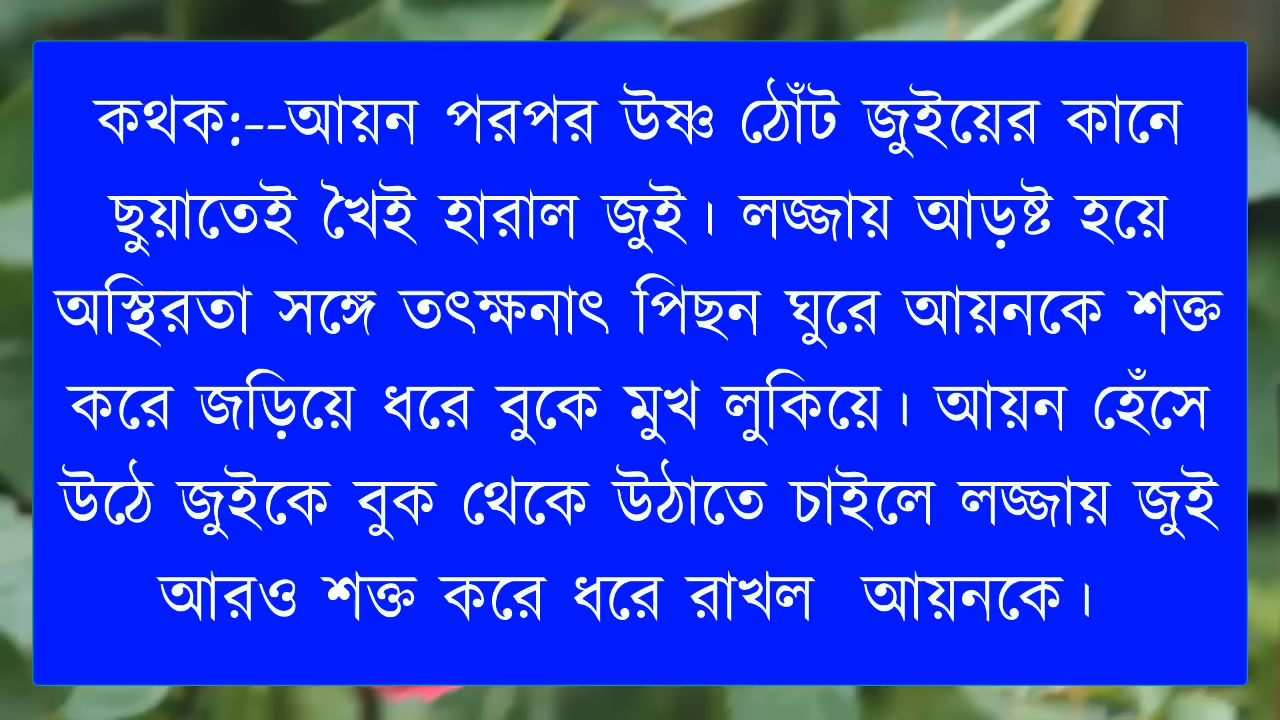 কথক:--আয়ন পরপর উষ্ণ ঠোঁট জুইয়ের কানে
ছুয়াতেই খৈই হারাল জুই। লজ্জায় আড়ষ্ট হয়ে
অস্থিরতা সঙ্গে তৎক্ষনাৎ পিছন ঘুরে আয়নকে শক্ত
করে জড়িয়ে ধরে বুকে মুখ লুকিয়ে। আয়ন হেঁসে
উঠে জুইকে বুক থেকে উঠাতে চাইলে লজ্জায় জুই
আরও শক্ত করে ধরে রাখল  আয়নকে।